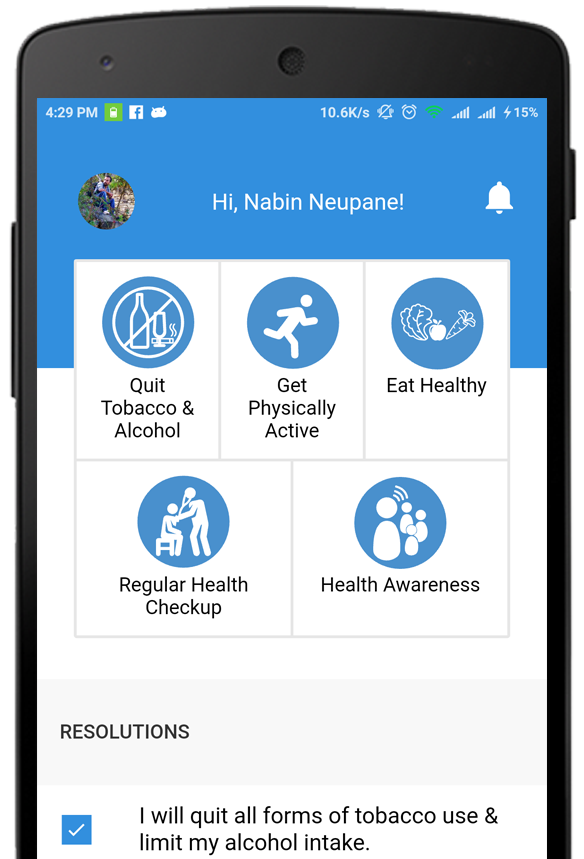 4:29 PM 10.6K/s 15%
Hi, Nabin Neupane!
Quit
Tobacco &
Alcohol
Get
Physically
Active
Eat Healthy
Regular Health
Checkup
Health Awareness
RESOLUTIONS
I will quit all forms of tobacco use &
limit my alcohol intake.